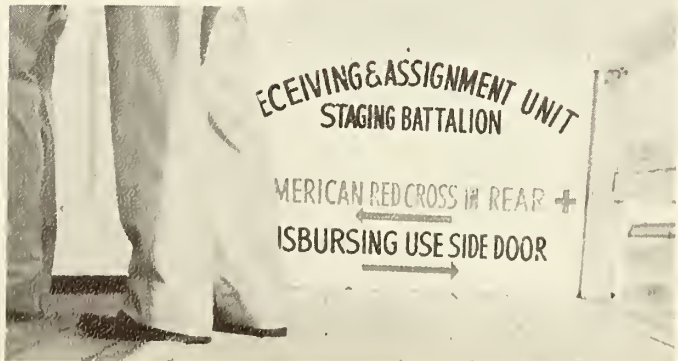 ECEIVING & ASSIGNMENT UNIT
STAGING BATTALION
MERICAN RED CROSS IN REAR +
ISBURSING USE SIDE DOOR